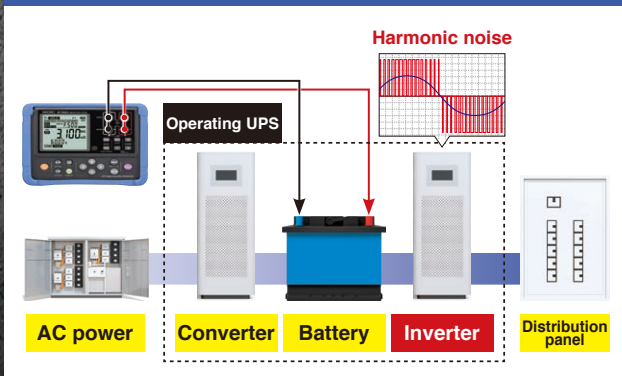 Harmonic noise
3.100
Operating UPS
AC power
Converter
Battery
Inverter
Distribution
panel